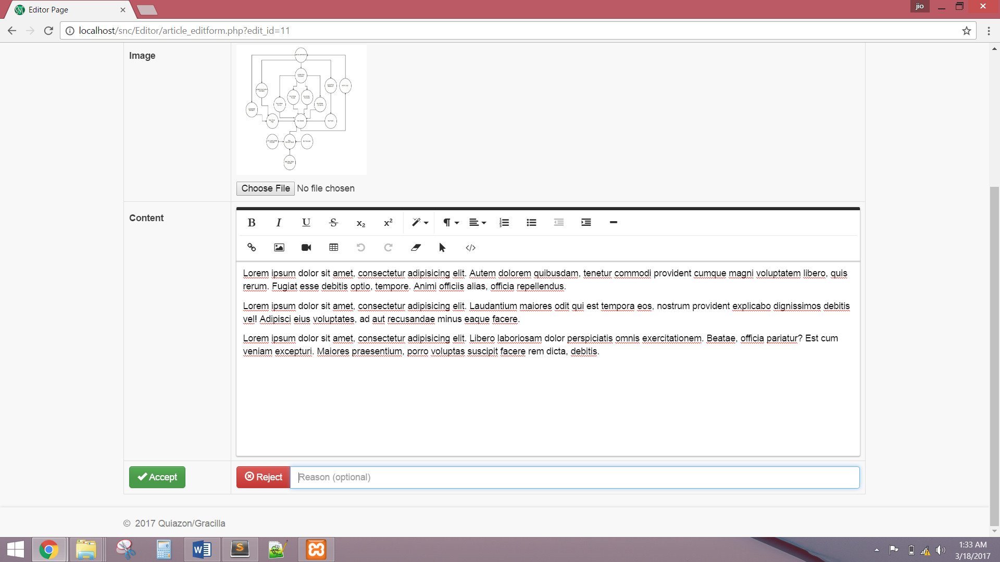 Editor Page
jio
localhost/snc/Editor/article_editform.php?edit_id=11
Image
Choose File No file chosen
Content
Lorem ipsum dolor sit amet, consectetur adipisicing elit. Autem dolorem quibusdam, tenetur commodi provident cumque magni voluptatem libero, quis
rerum. Fugiat esse debitis optio, tempore. Animi officiis alias, officia repellendus.
Lorem ipsum dolor sit amet, consectetur adipisicing elit. Laudantium maiores odit qui est tempora eos, nostrum provident explicabo dignissimos debitis
vel! Adipisci eius voluptates, ad aut recusandae minus eaque facere.
Lorem ipsum dolor sit amet, consectetur adipisicing elit. Libero laboriosam dolor perspiciatis omnis exercitationem. Beatae, officia pariatur? Est cum
veniam excepturi. Maiores praesentium, porro voluptas suscipit facere rem dicta, debitis.
Accept
Reject Reason (optional)
© 2017 Quiazon/Gracilla
1:33 AM
3/18/2017